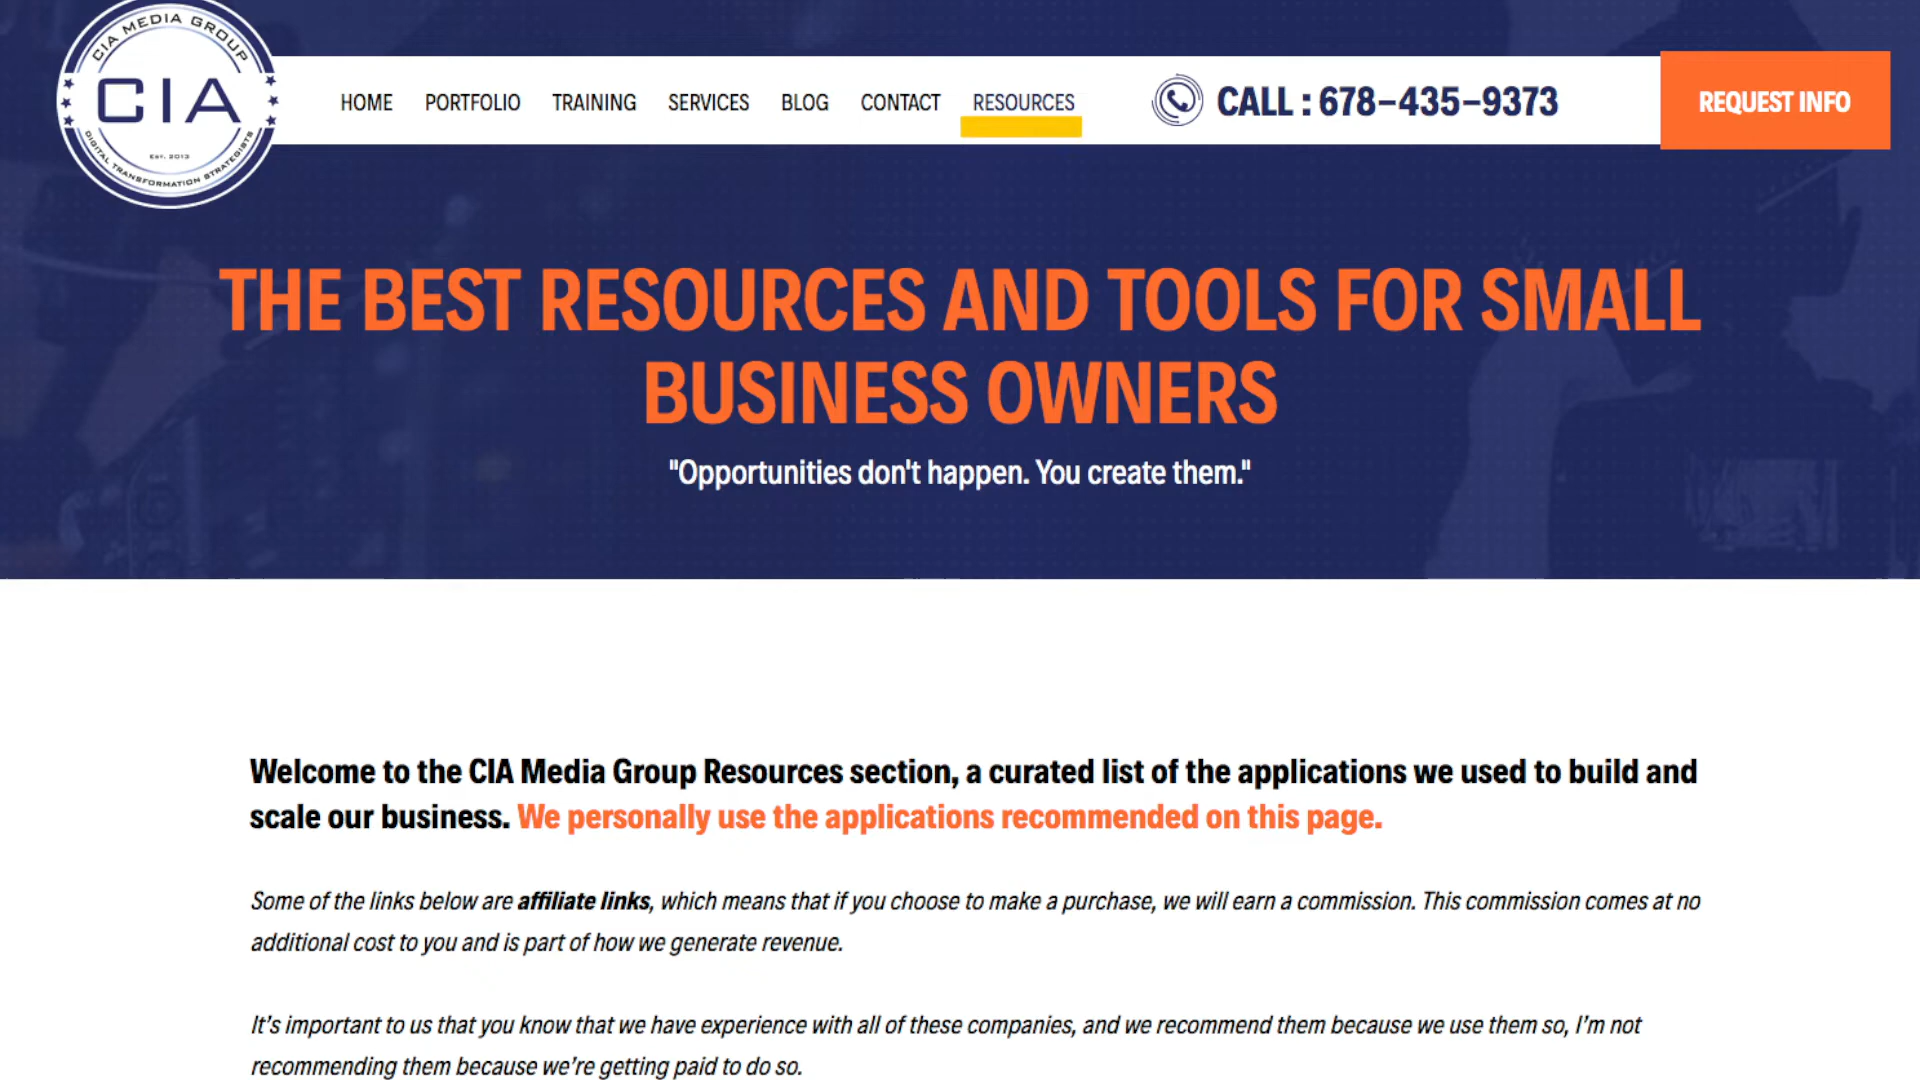 CIA MEDIA GROUP
CIA
EST. 2013
DIGITAL TRANSFORMATION STRATEGISTS
HOME PORTFOLIO TRAINING SERVICES BLOG CONTACT RESOURCES
CALL : 678-435-9373
REQUEST INFO
THE BEST RESOURCES AND TOOLS FOR SMALL
BUSINESS OWNERS
"Opportunities don't happen. You create them."
Welcome to the CIA Media Group Resources section, a curated list of the applications we used to build and
scale our business. We personally use the applications recommended on this page.
Some of the links below are affiliate links, which means that if you choose to make a purchase, we will earn a commission. This commission comes at no
additional cost to you and is part of how we generate revenue.
It’s important to us that you know that we have experience with all of these companies, and we recommend them because we use them so, I’m not
recommending them because we’re getting paid to do so.